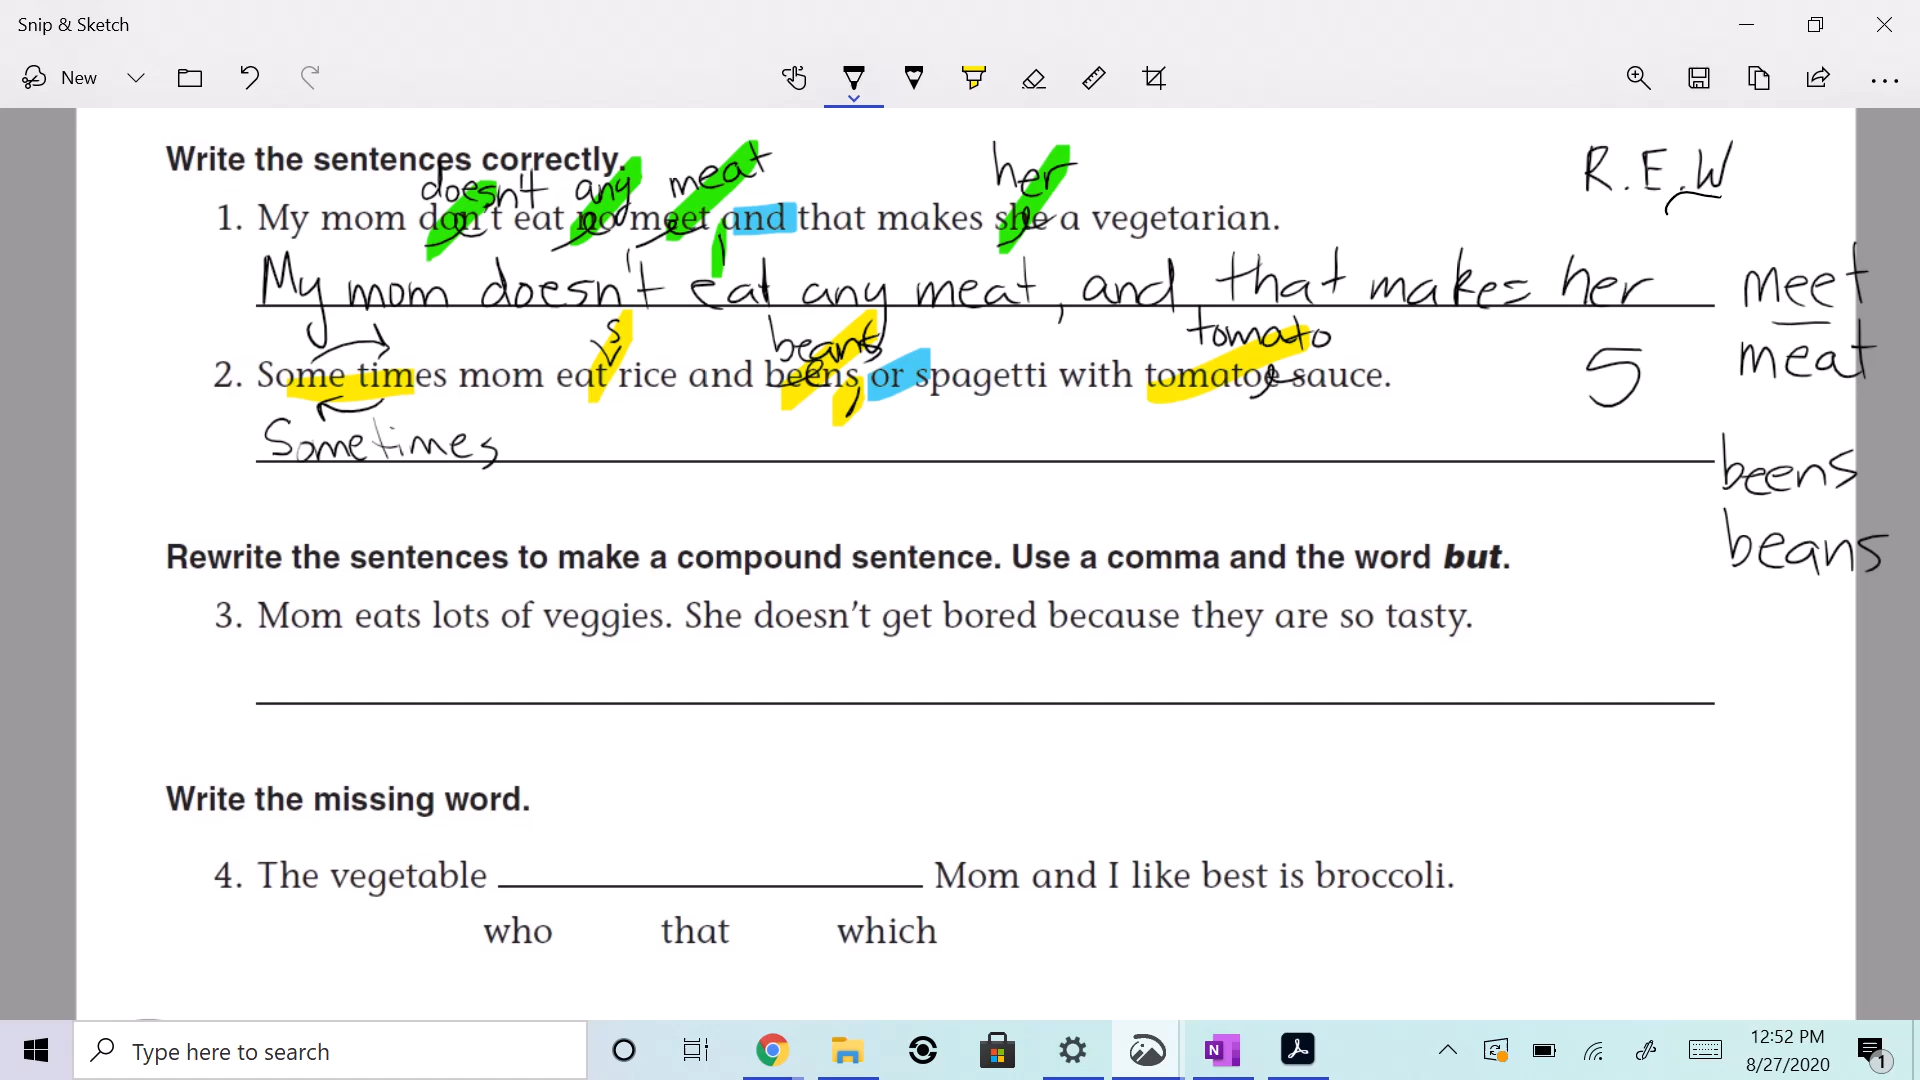 Snip & Sketch
New
Write the sentences correctly.
R.E.W
doesn't any meat her
1. My mom don't eat no meet and that makes she a vegetarian.
My mom doesn't eat any meat, and that makes her
meet
meat
s beans tomato
2. Some times mom eat rice and beens, or spagetti with tomatoe sauce.
5
Sometimes
beens
beans
Rewrite the sentences to make a compound sentence. Use a comma and the word but.
3. Mom eats lots of veggies. She doesn't get bored because they are so tasty.
Write the missing word.
4. The vegetable ______ Mom and I like best is broccoli.
who that which
Type here to search
N
12:52 PM
8/27/2020
1